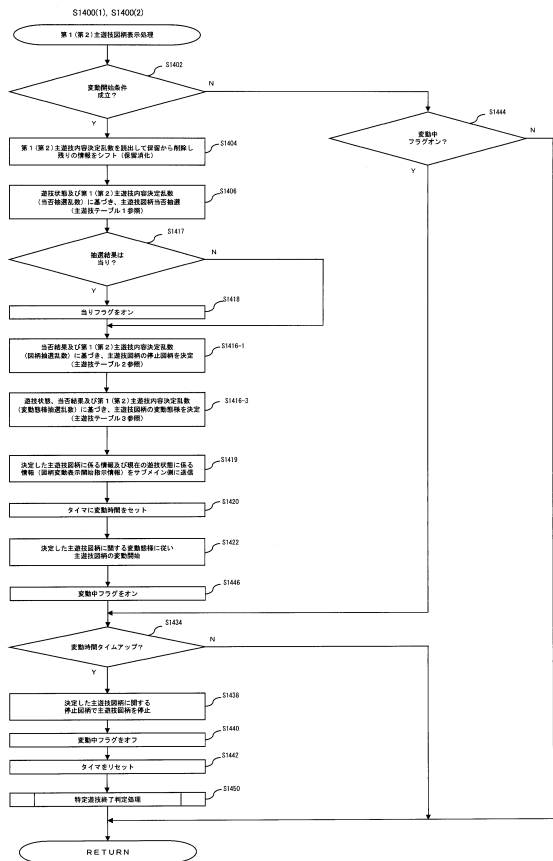 S1400(1), S1400(2)
第1(第2)主遊技図柄表示処理
S1402
変動開始条件
成立？
N
Y
S1444
変動中
フラグオン？
N
Y
S1404
第1(第2)主遊技内容決定乱数を読出して保留から削除し
残りの情報をシフト(保留消化)
S1406
遊技状態及び第1(第2)主遊技内容決定乱数
(当否抽選乱数)に基づき、主遊技図柄当否抽選
(主遊技テーブル1参照)
S1417
抽選結果は
当り？
N
Y
S1418
当りフラグをオン
S1416-1
当否結果及び第1(第2)主遊技内容決定乱数
(図柄抽選乱数)に基づき、主遊技図柄の停止図柄を決定
(主遊技テーブル2参照)
S1416-3
遊技状態、当否結果及び第1(第2)主遊技内容決定乱数
(変動態様抽選乱数)に基づき、主遊技図柄の変動態様を決定
(主遊技テーブル3参照)
S1419
決定した主遊技図柄に係る情報及び現在の遊技状態に係る
情報(図柄変動表示開始指示情報)をサブメイン側に送信
S1420
タイマに変動時間をセット
S1422
決定した主遊技図柄に関する変動態様に従い
主遊技図柄の変動開始
S1446
変動中フラグをオン
S1434
変動時間タイムアップ？
N
Y
S1438
決定した主遊技図柄に関する
停止図柄で主遊技図柄を停止
S1440
変動中フラグをオフ
S1442
タイマをリセット
S1450
特定遊技終了判定処理
RETURN